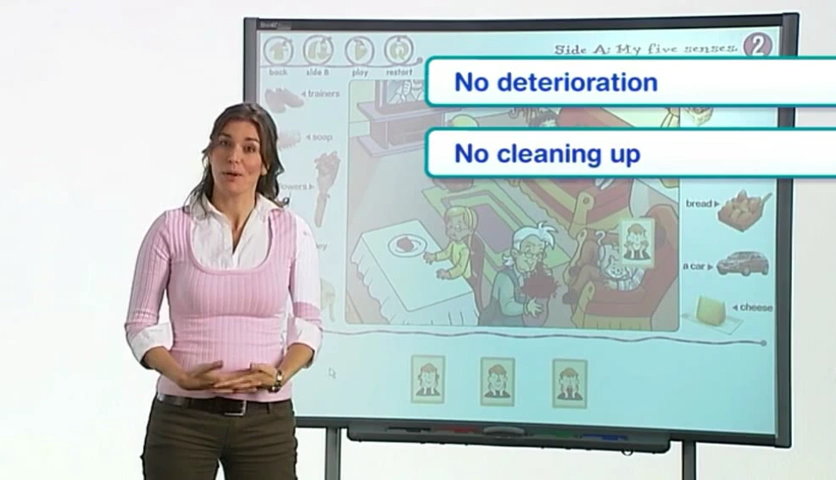 Side A: My five senses. 2
back side B play restart
No deterioration
No cleaning up
trainers
soap
flowers
bread
a car
cheese